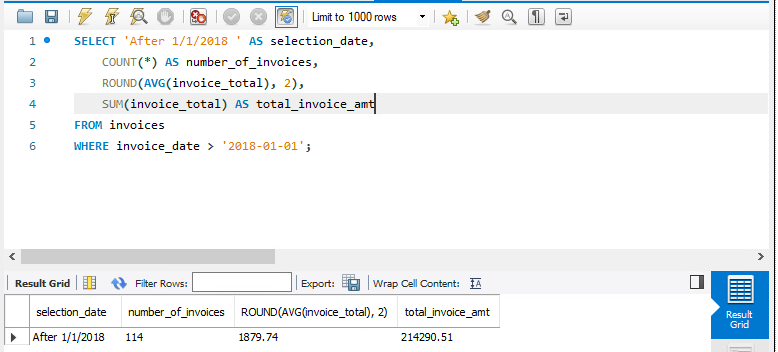 Limit to 1000 rows
1 SELECT 'After 1/1/2018 ' AS selection_date,
2 COUNT(*) AS number_of_invoices,
3 ROUND(AVG(invoice_total), 2),
4 SUM(invoice_total) AS total_invoice_amt
5 FROM invoices
6 WHERE invoice_date > '2018-01-01';
Result Grid Filter Rows: Export: Wrap Cell Content: IA
selection_date number_of_invoices ROUND(AVG(invoice_total), 2) total_invoice_amt
After 1/1/2018 114 1879.74 214290.51
Result
Grid